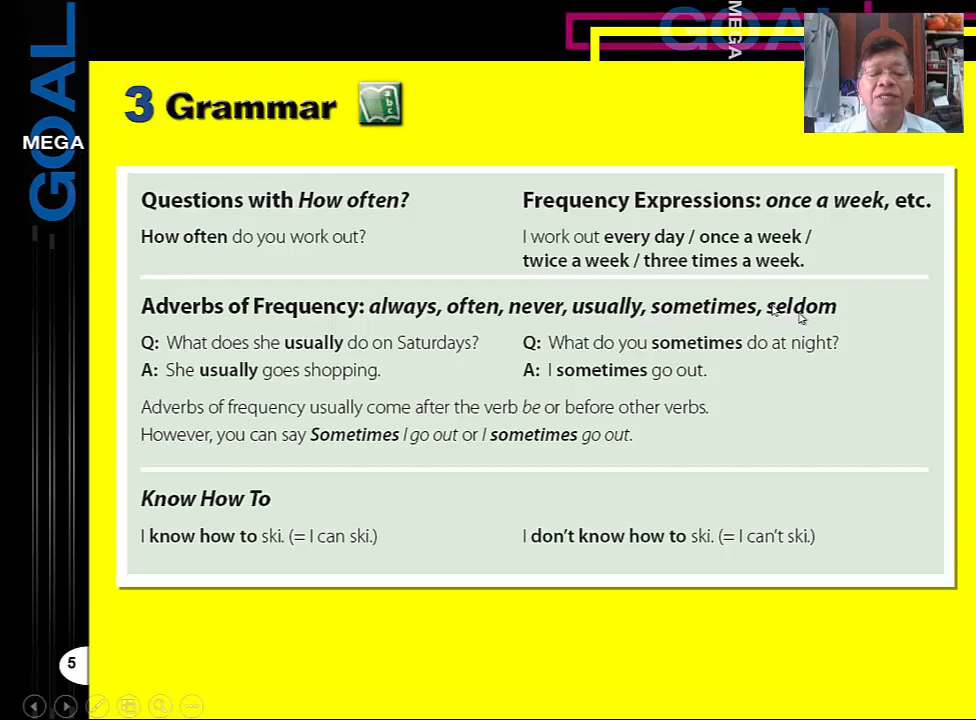 GOAL
MEGA
GOAL
MEGA
3 Grammar
abc
Questions with How often?
How often do you work out?
Frequency Expressions: once a week, etc.
I work out every day / once a week /
twice a week / three times a week.
Adverbs of Frequency: always, often, never, usually, sometimes, seldom
Q: What does she usually do on Saturdays?
A: She usually goes shopping.
Q: What do you sometimes do at night?
A: I sometimes go out.
Adverbs of frequency usually come after the verb be or before other verbs.
However, you can say Sometimes I go out or I sometimes go out.
Know How To
I know how to ski. (= I can ski.)
I don't know how to ski. (= I can't ski.)
5